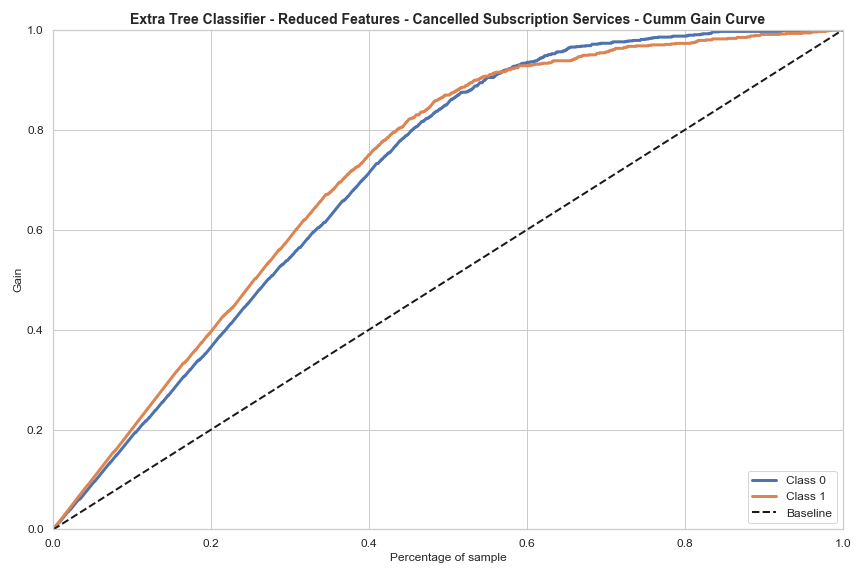 Extra Tree Classifier - Reduced Features - Cancelled Subscription Services - Cumm Gain Curve
1.0
0.8
0.6
0.4
0.2
0.0
Gain
0.0 0.2 0.4 0.6 0.8 1.0
Percentage of sample
Class 0
Class 1
Baseline